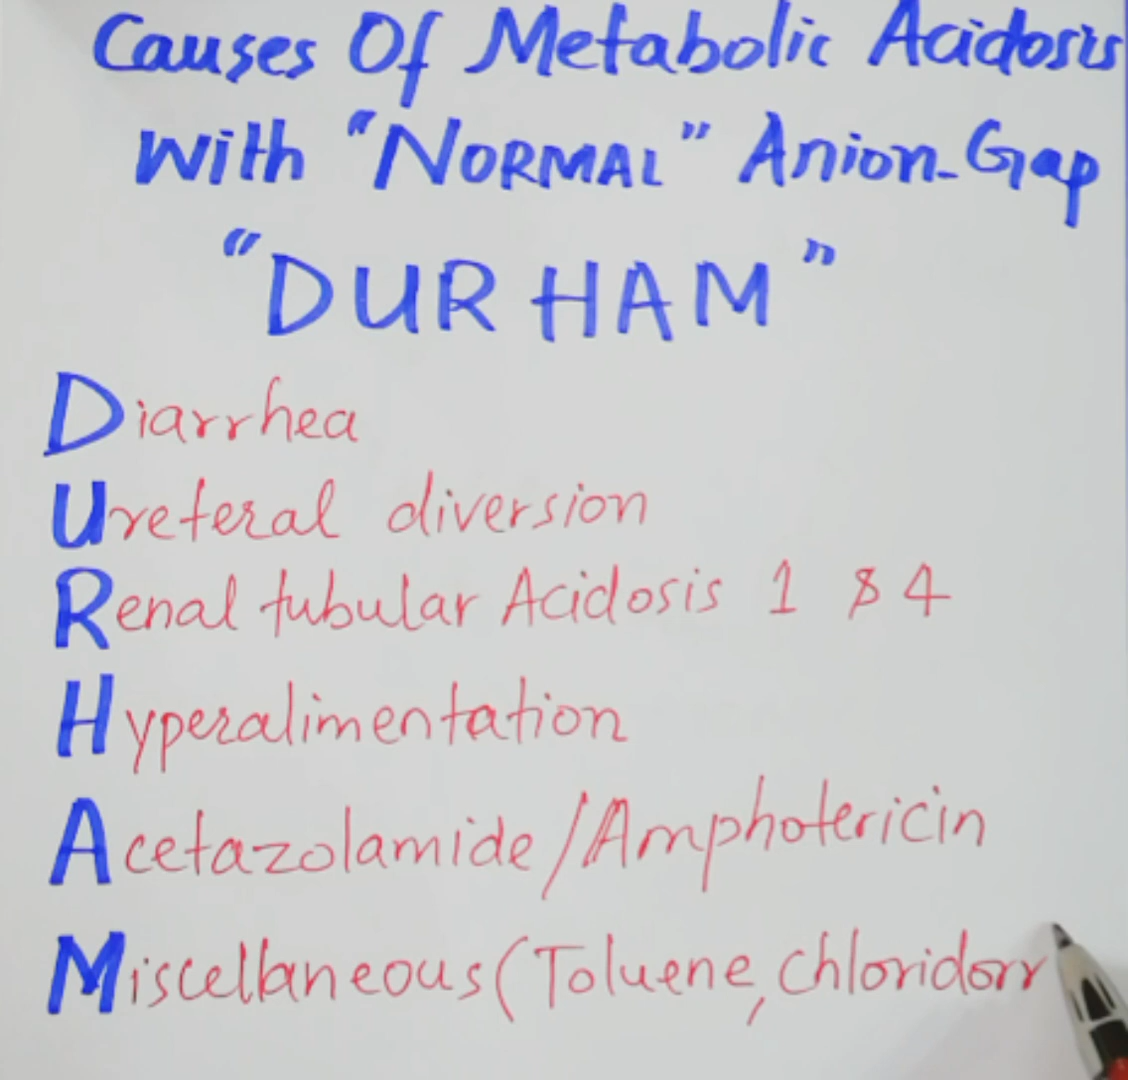 Causes Of Metabolic Acidosis
With "NORMAL" Anion-Gap
"DURHAM"
Diarrhea
Ureteral diversion
Renal tubular Acidosis 1 & 4
Hyperalimentation
Acetazolamide/Amphotericin
Miscellaneous(Toluene, chloridorr